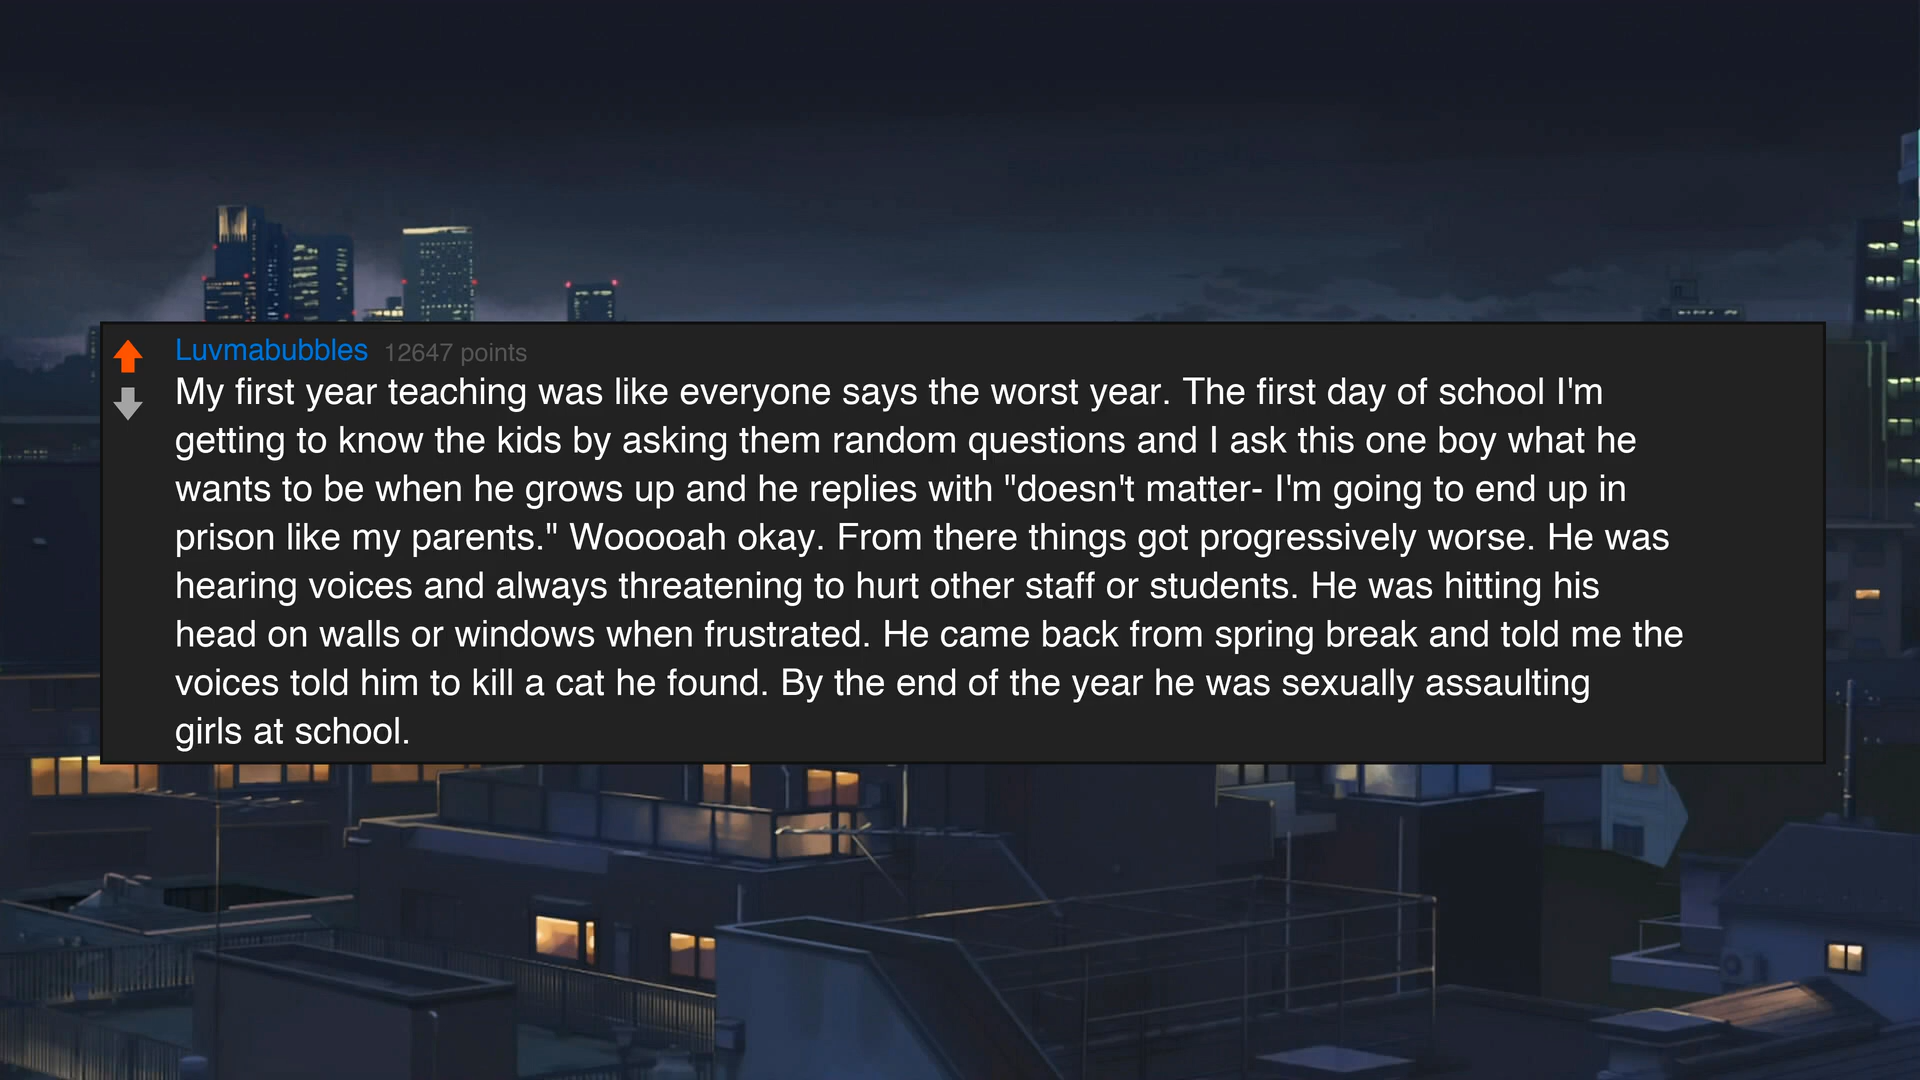 Luvmabubbles 12647 points
My first year teaching was like everyone says the worst year. The first day of school I'm
getting to know the kids by asking them random questions and I ask this one boy what he
wants to be when he grows up and he replies with "doesn't matter- I'm going to end up in
prison like my parents." Wooooah okay. From there things got progressively worse. He was
hearing voices and always threatening to hurt other staff or students. He was hitting his
head on walls or windows when frustrated. He came back from spring break and told me the
voices told him to kill a cat he found. By the end of the year he was sexually assaulting
girls at school.